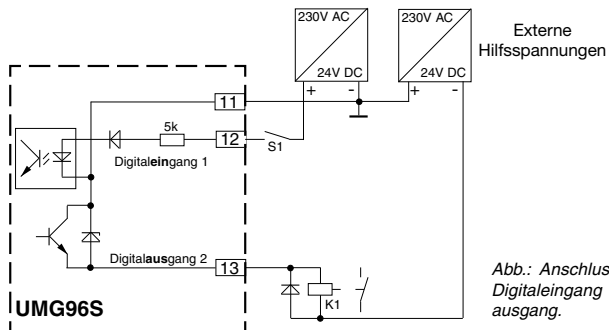 230V AC
230V AC
Externe
Hilfsspannungen
24V DC
24V DC
+ -
+ -
11
5k
12
S1
Digitaleingang 1
Digitalausgang 2
13
K1
UMG96S
Abb.: Anschlus
Digitaleingang
ausgang.